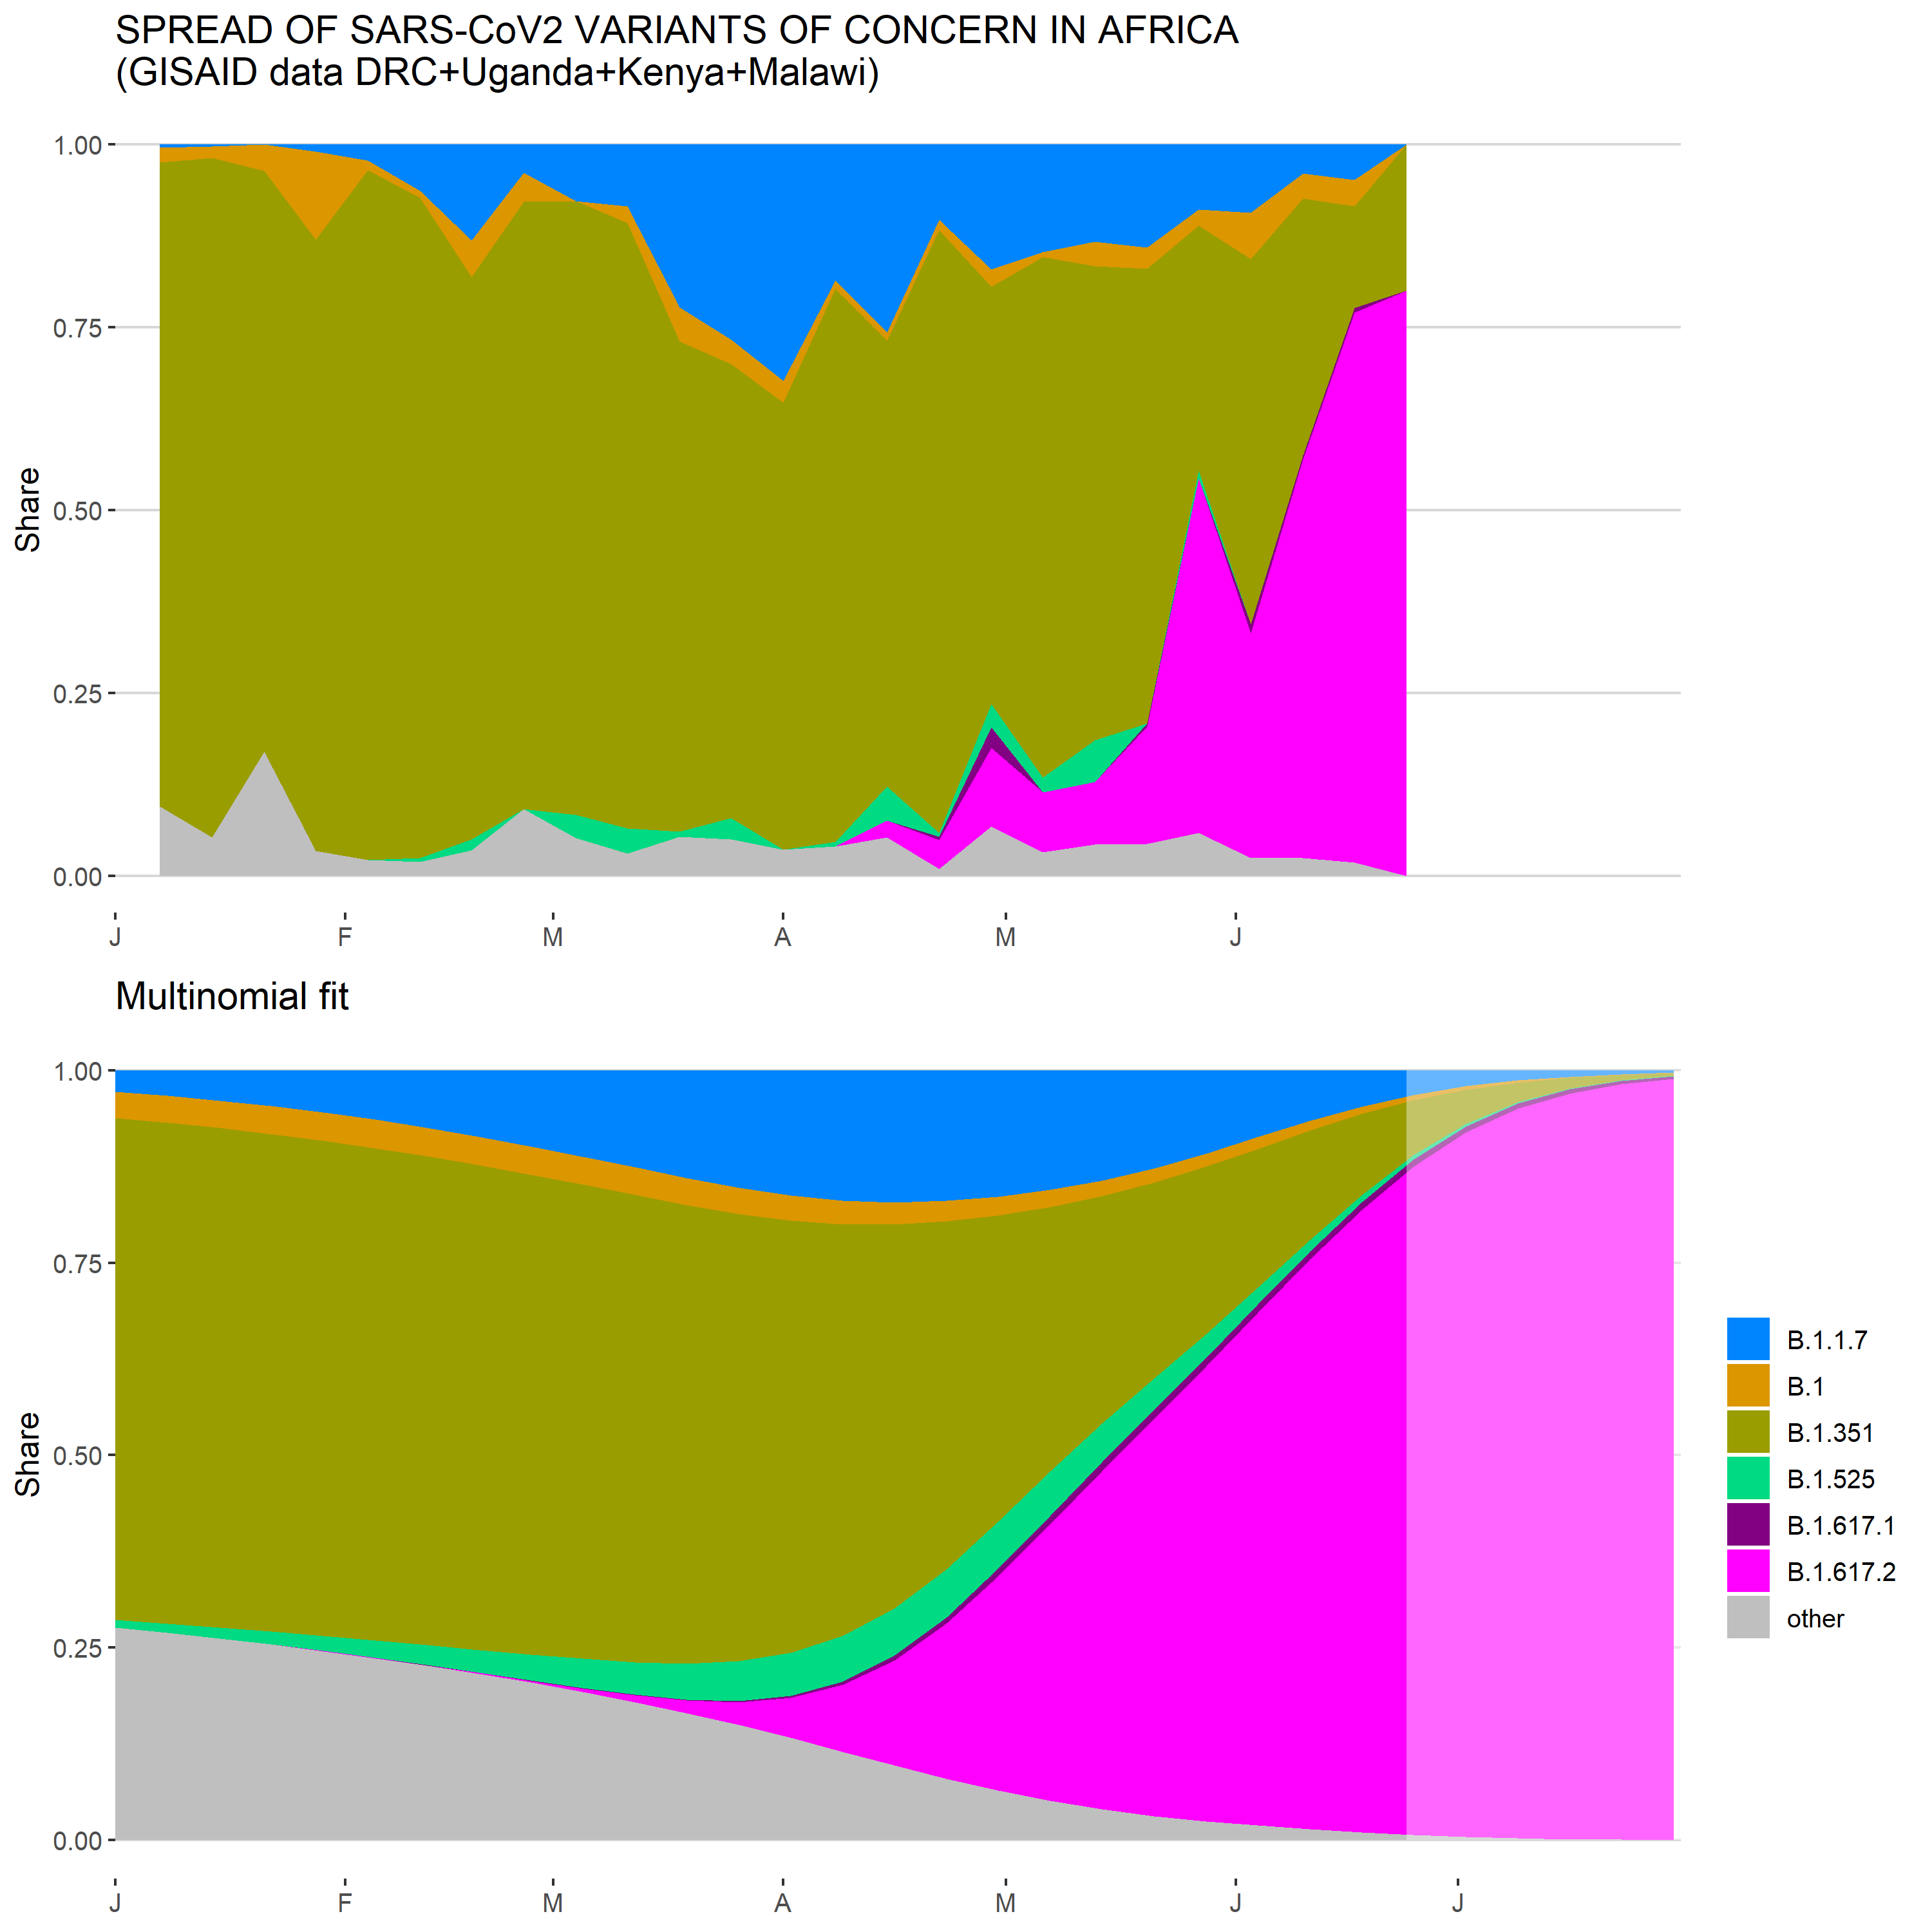 SPREAD OF SARS-CoV2 VARIANTS OF CONCERN IN AFRICA
(GISAID data DRC+Uganda+Kenya+Malawi)
1.00
0.75
0.50
0.25
0.00
Share
J F M A M J
Multinomial fit
1.00
0.75
0.50
0.25
0.00
Share
J F M A M J J
B.1.1.7
B.1
B.1.351
B.1.525
B.1.617.1
B.1.617.2
other